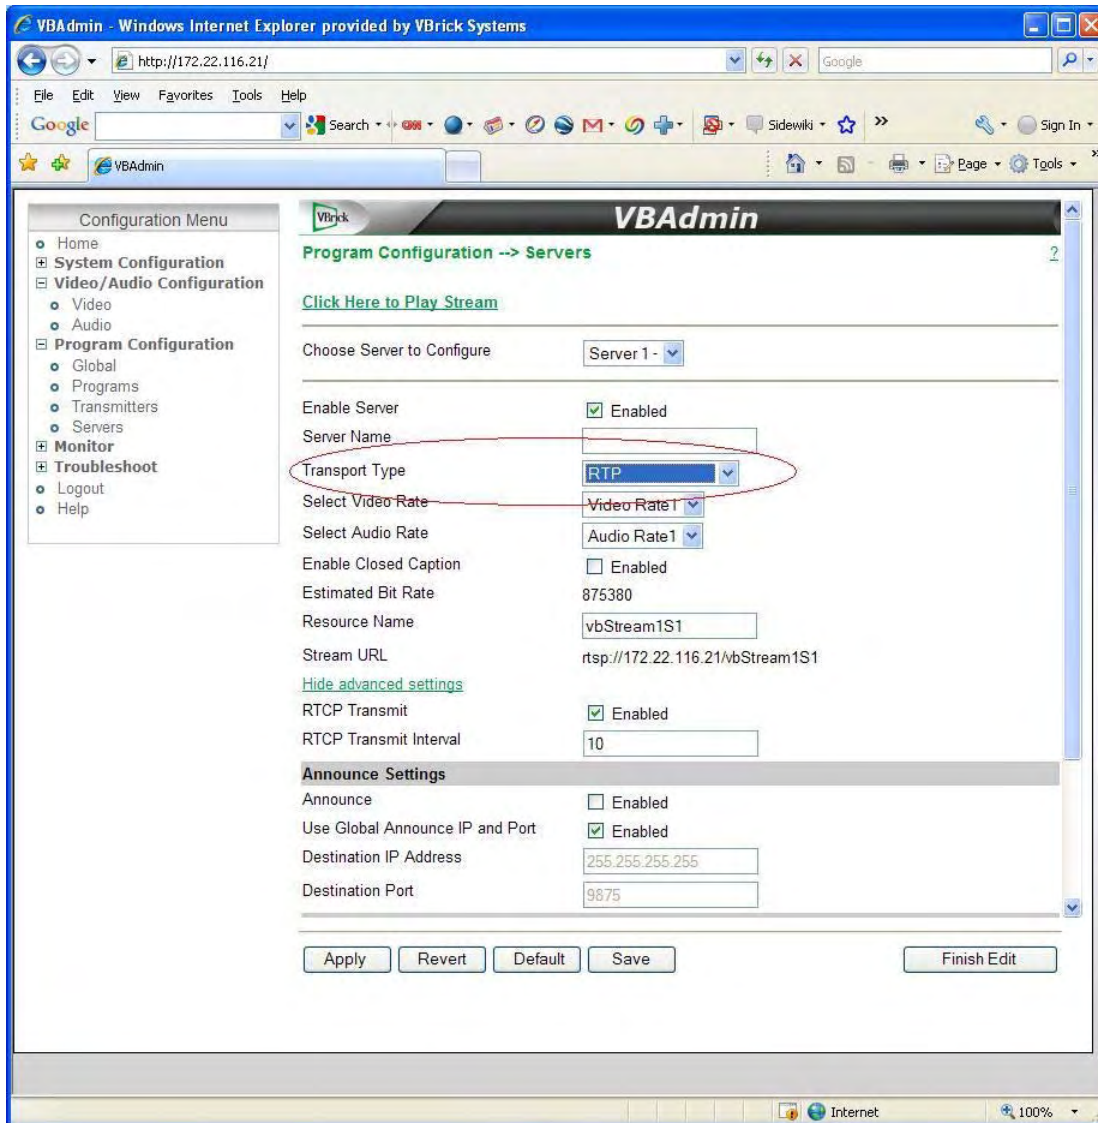 VBAdmin - Windows Internet Explorer provided by VBrick Systems
http://172.22.116.21/
Google
File Edit View Favorites Tools Help
Google Search CNN Sidewiki » Sign In
VBAdmin Page Tools »
Configuration Menu
Home
System Configuration
Video/Audio Configuration
Video
Audio
Program Configuration
Global
Programs
Transmitters
Servers
Monitor
Troubleshoot
Logout
Help
VBrick VBAdmin
Program Configuration --> Servers ?
Click Here to Play Stream
Choose Server to Configure Server 1 -
Enable Server Enabled
Server Name
Transport Type RTP
Select Video Rate Video Rate1
Select Audio Rate Audio Rate1
Enable Closed Caption Enabled
Estimated Bit Rate 875380
Resource Name vbStream1S1
Stream URL rtsp://172.22.116.21/vbStream1S1
Hide advanced settings
RTCP Transmit Enabled
RTCP Transmit Interval 10
Announce Settings
Announce Enabled
Use Global Announce IP and Port Enabled
Destination IP Address 255.255.255.255
Destination Port 9875
Apply Revert Default Save Finish Edit
Internet 100%